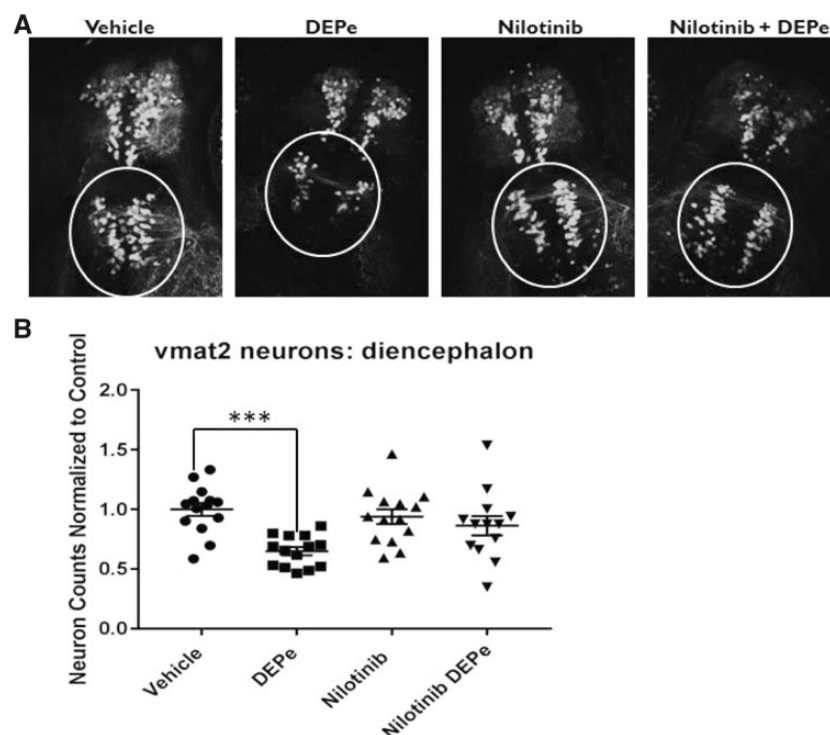 A
Vehicle DEPe Nilotinib Nilotinib + DEPe
B
vmat2 neurons: diencephalon
Neuron Counts Normalized to Control
2.0
1.5
1.0
0.5
0.0
***
Vehicle
DEPe
Nilotinib
Nilotinib DEPe